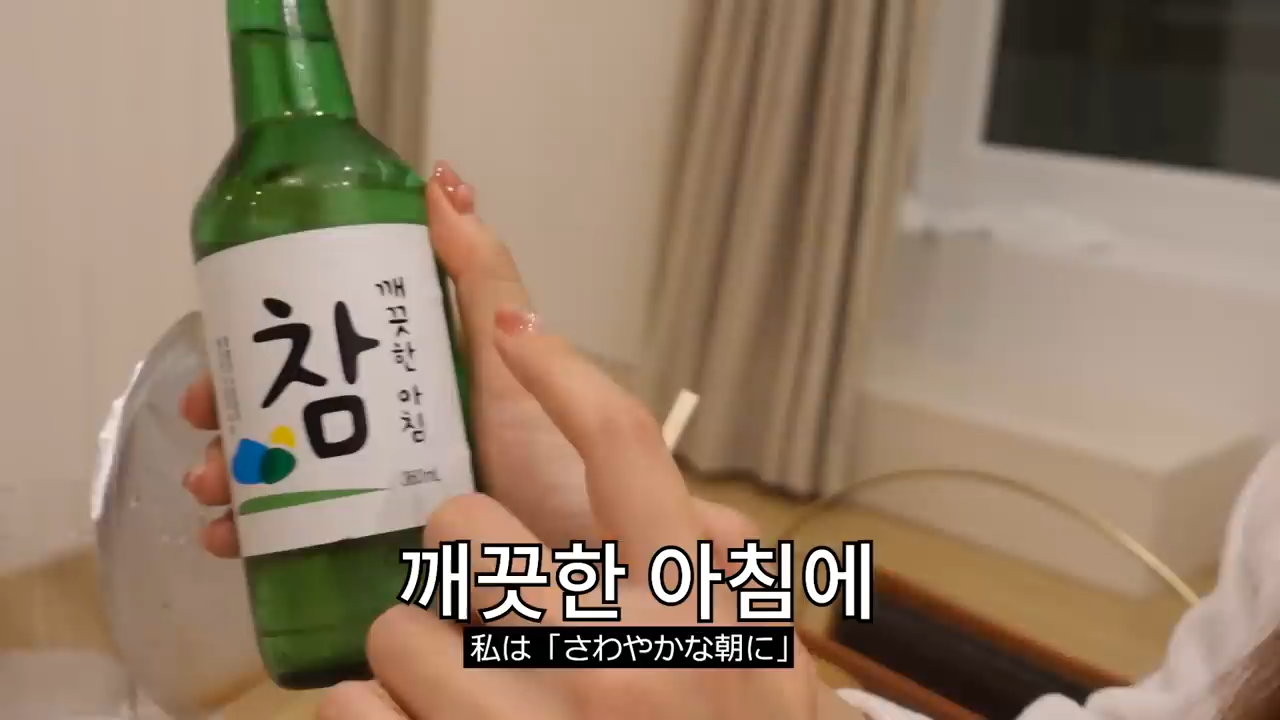 참
깨끗한 아침
360mL
깨끗한 아침에
私は「さわやかな朝に」